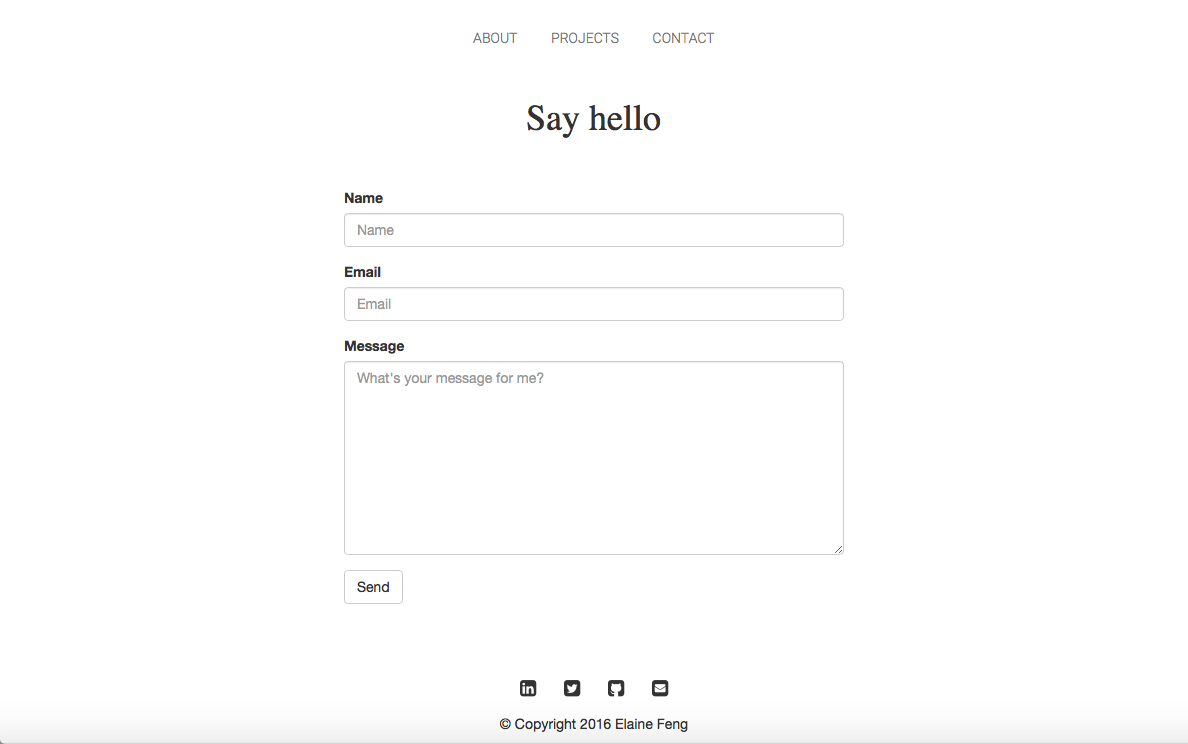 ABOUT PROJECTS CONTACT
Say hello
Name
Name
Email
Email
Message
What's your message for me?
Send
© Copyright 2016 Elaine Feng